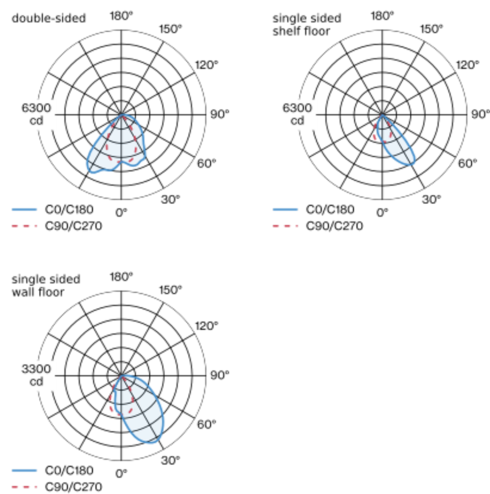 double-sided
180°
150°
120°
6300
cd
90°
60°
30°
0°
C0/C180
C90/C270
single sided
shelf floor
180°
150°
120°
6300
cd
90°
60°
30°
0°
C0/C180
C90/C270
single sided
wall floor
180°
150°
120°
3300
cd
90°
60°
30°
0°
C0/C180
C90/C270